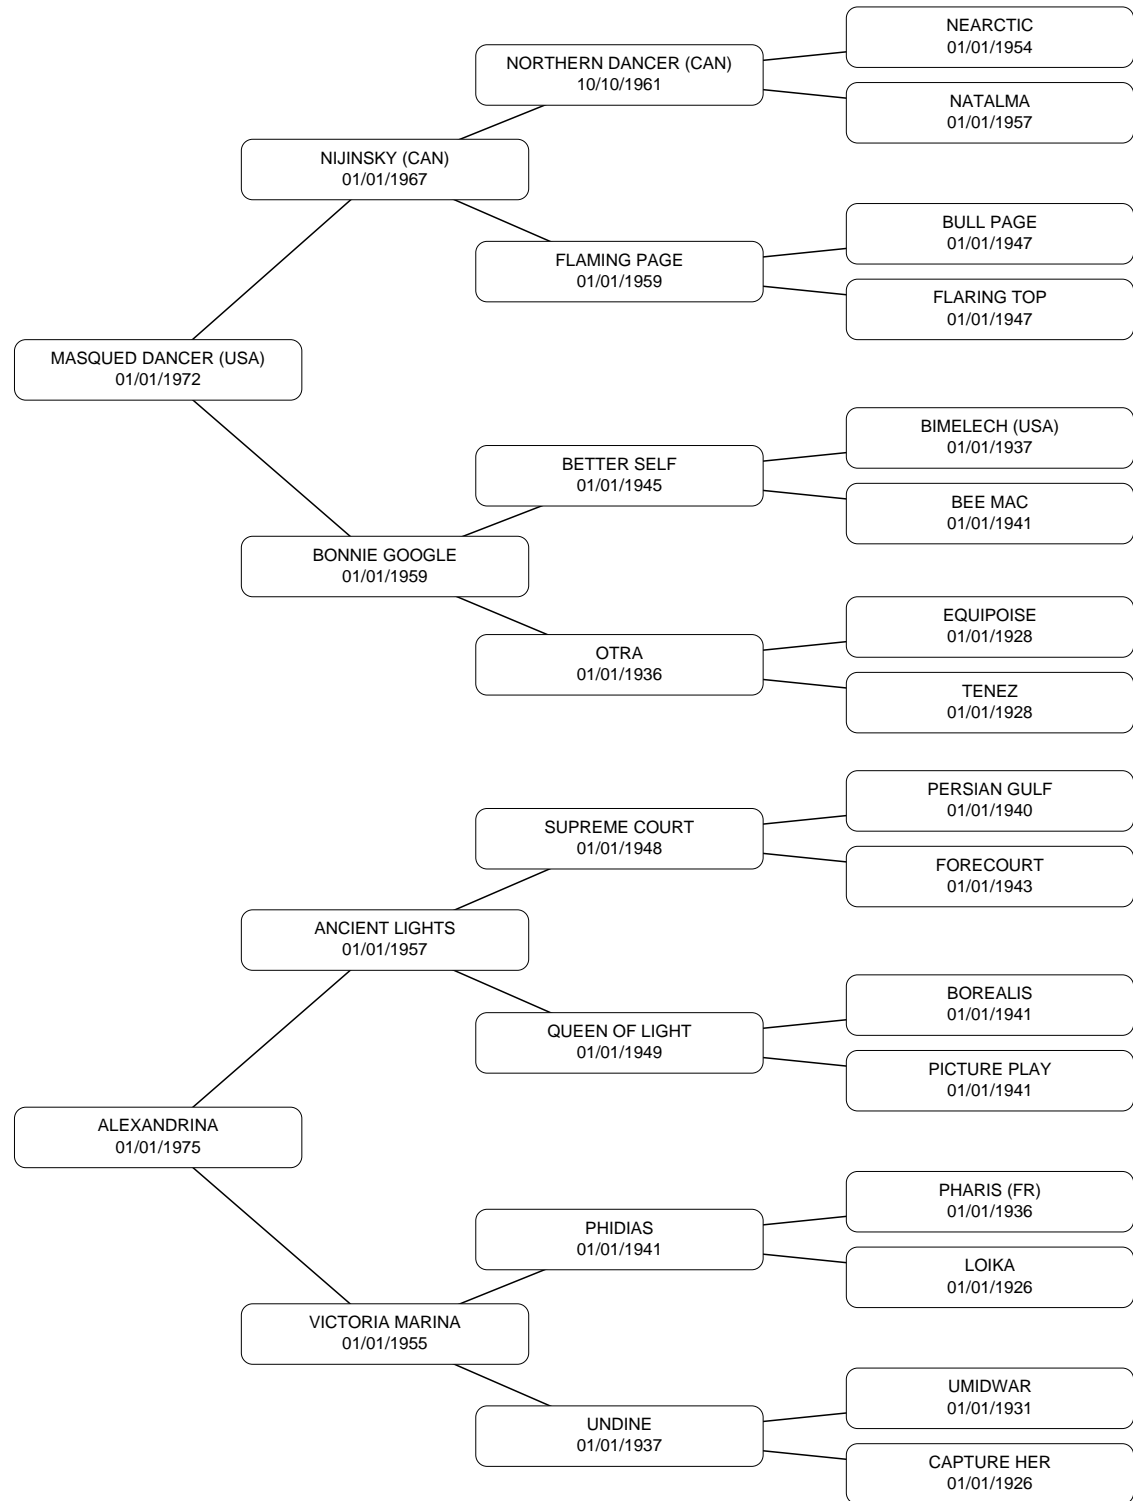 NEARCTIC
01/01/1954
NORTHERN DANCER (CAN)
10/10/1961
NATALMA
01/01/1957
NIJINSKY (CAN)
01/01/1967
BULL PAGE
01/01/1947
FLAMING PAGE
01/01/1959
FLARING TOP
01/01/1947
MASQUED DANCER (USA)
01/01/1972
BIMELECH (USA)
01/01/1937
BETTER SELF
01/01/1945
BEE MAC
01/01/1941
BONNIE GOOGLE
01/01/1959
EQUIPOISE
01/01/1928
OTRA
01/01/1936
TENEZ
01/01/1928
PERSIAN GULF
01/01/1940
SUPREME COURT
01/01/1948
FORECOURT
01/01/1943
ANCIENT LIGHTS
01/01/1957
BOREALIS
01/01/1941
QUEEN OF LIGHT
01/01/1949
PICTURE PLAY
01/01/1941
ALEXANDRINA
01/01/1975
PHARIS (FR)
01/01/1936
PHIDIAS
01/01/1941
LOIKA
01/01/1926
VICTORIA MARINA
01/01/1955
UMIDWAR
01/01/1931
UNDINE
01/01/1937
CAPTURE HER
01/01/1926